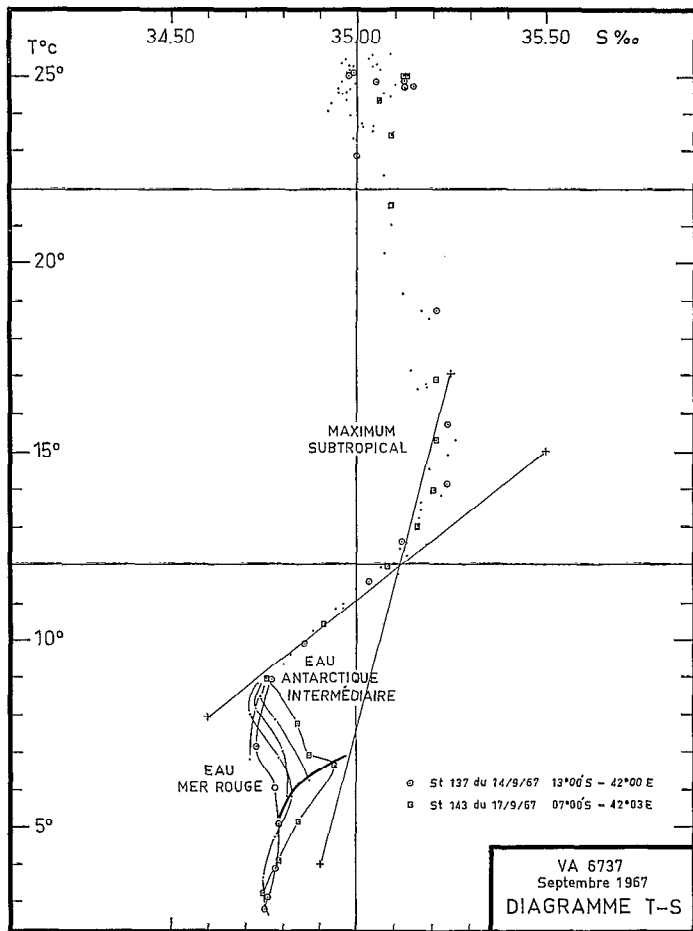 34.50 35.00 35.50 S ‰
T°c
25°
20°
15°
10°
5°
MAXIMUM
SUBTROPICAL
EAU
ANTARCTIQUE
INTERMÉDIAIRE
EAU
MER ROUGE
St 137 du 14/9/67 13°00'S – 42°00 E
St 143 du 17/9/67 07°00'S – 42°03 E
VA 6737
Septembre 1967
DIAGRAMME T–S